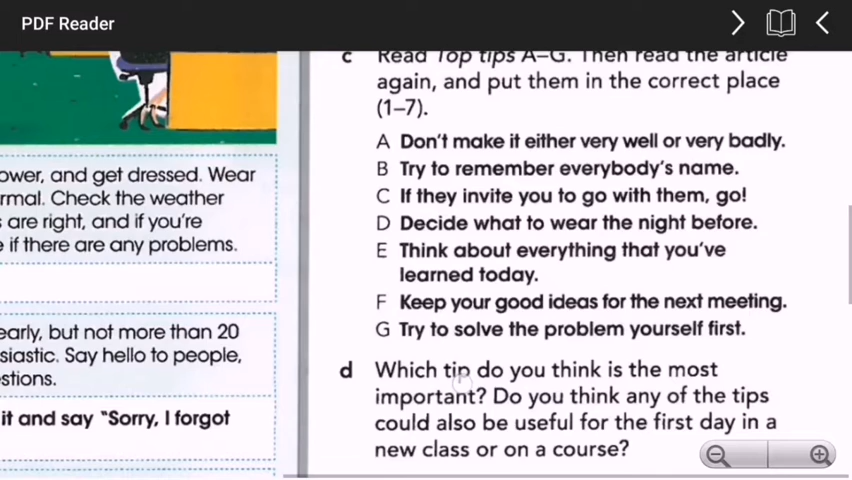 PDF Reader
c Read Top tips A–G. Then read the article
again, and put them in the correct place
(1–7).
A Don't make it either very well or very badly.
B Try to remember everybody's name.
C If they invite you to go with them, go!
D Decide what to wear the night before.
E Think about everything that you've
learned today.
F Keep your good ideas for the next meeting.
G Try to solve the problem yourself first.
d Which tip do you think is the most
important? Do you think any of the tips
could also be useful for the first day in a
new class or on a course?
ower, and get dressed. Wear
rmal. Check the weather
s are right, and if you're
e if there are any problems.
early, but not more than 20
siastic. Say hello to people,
stions.
it and say "Sorry, I forgot